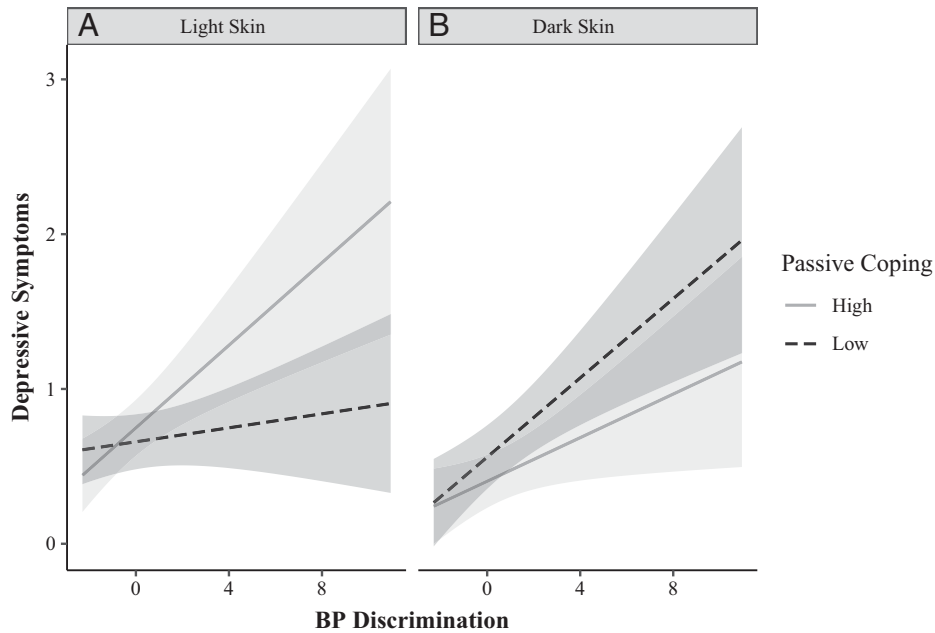 A Light Skin
B Dark Skin
3
2
1
0
Depressive Symptoms
0 4 8
0 4 8
BP Discrimination
Passive Coping
High
Low